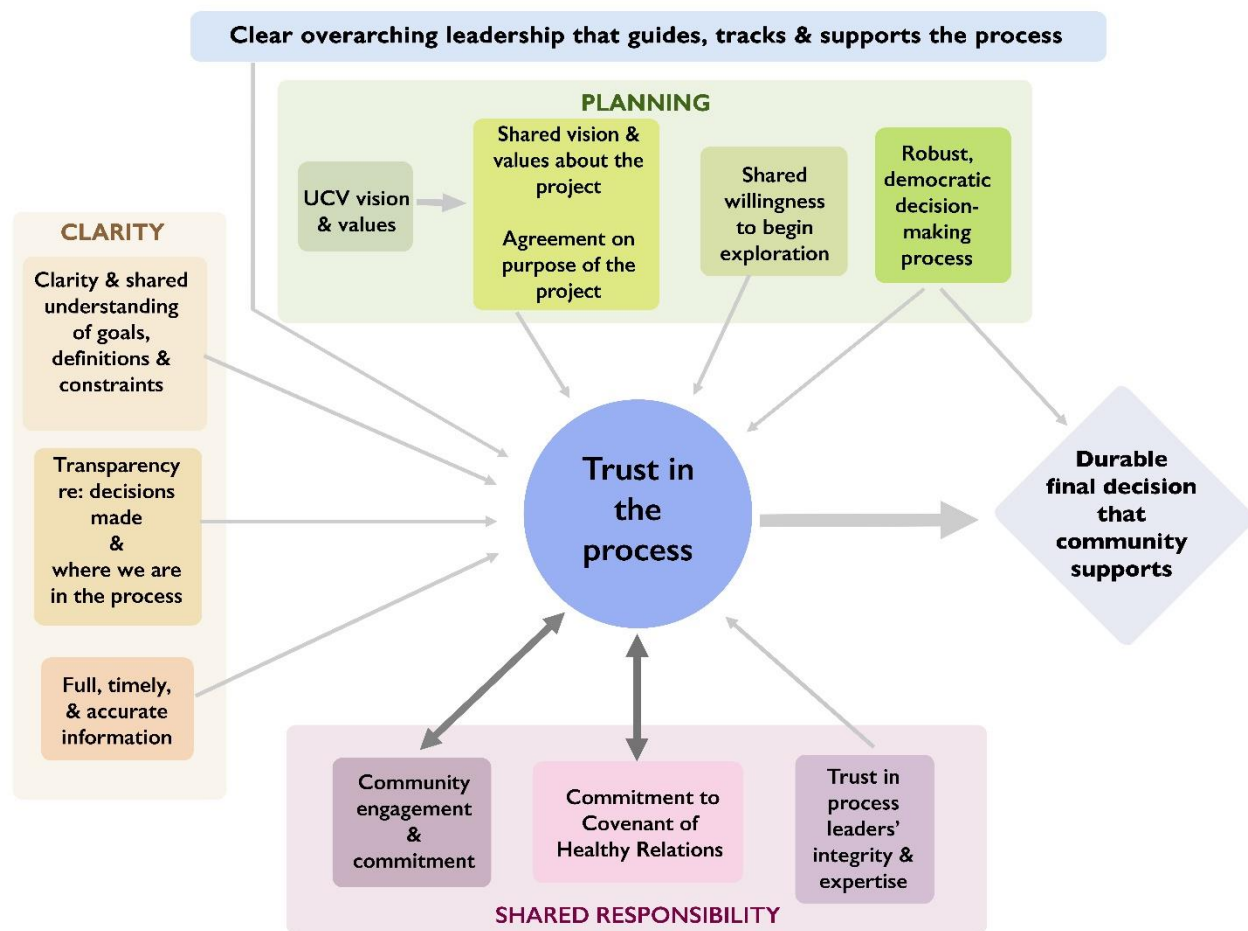 Clear overarching leadership that guides, tracks & supports the process
PLANNING
UCV vision
& values
Shared vision &
values about the
project
Agreement on
purpose of the
project
Shared
willingness
to begin
exploration
Robust,
democratic
decision-
making
process
CLARITY
Clarity & shared
understanding
of goals,
definitions &
constraints
Transparency
re: decisions
made
&
where we are
in the process
Full, timely,
& accurate
information
Trust in
the
process
Durable
final decision
that
community
supports
Community
engagement
&
commitment
Commitment to
Covenant of
Healthy Relations
Trust in
process
leaders’
integrity &
expertise
SHARED RESPONSIBILITY